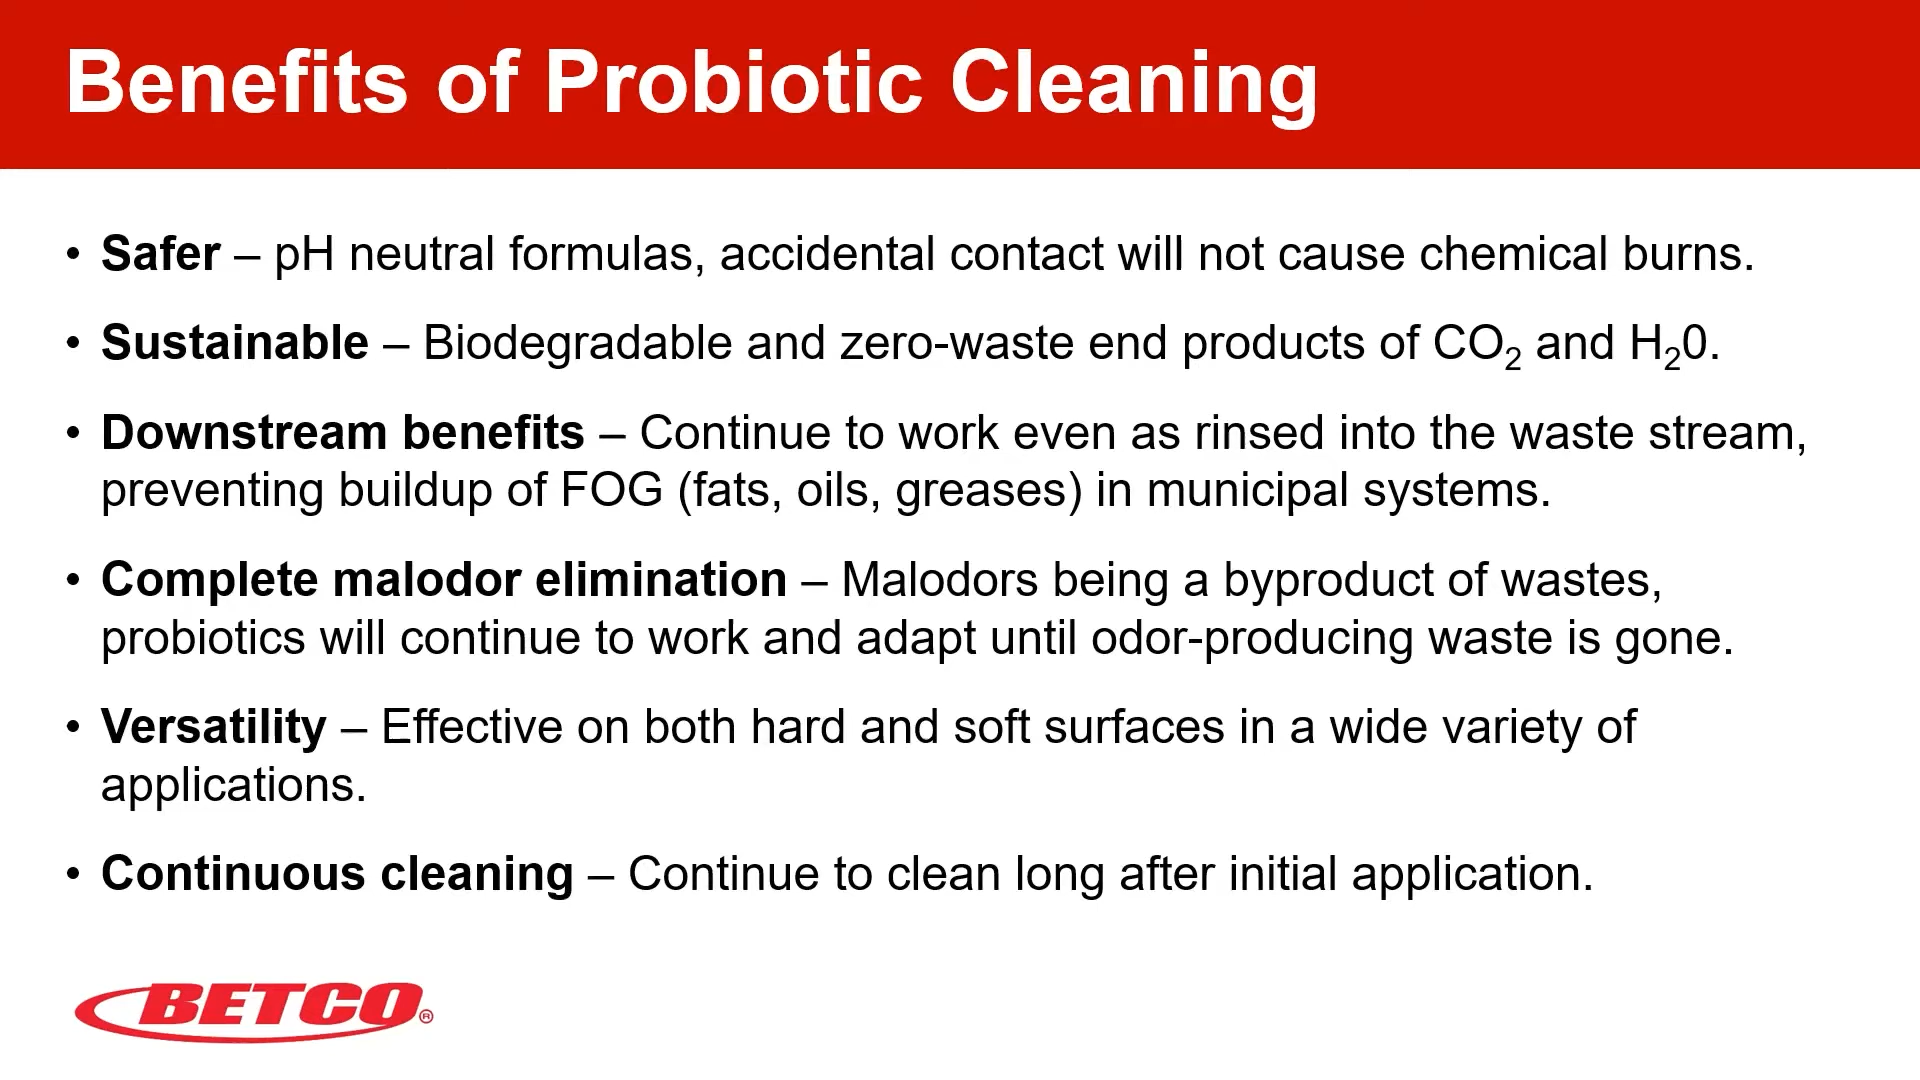 Benefits of Probiotic Cleaning
• Safer – pH neutral formulas, accidental contact will not cause chemical burns.
• Sustainable – Biodegradable and zero-waste end products of CO₂ and H₂0.
• Downstream benefits – Continue to work even as rinsed into the waste stream,
preventing buildup of FOG (fats, oils, greases) in municipal systems.
• Complete malodor elimination – Malodors being a byproduct of wastes,
probiotics will continue to work and adapt until odor-producing waste is gone.
• Versatility – Effective on both hard and soft surfaces in a wide variety of
applications.
• Continuous cleaning – Continue to clean long after initial application.
BETCO®